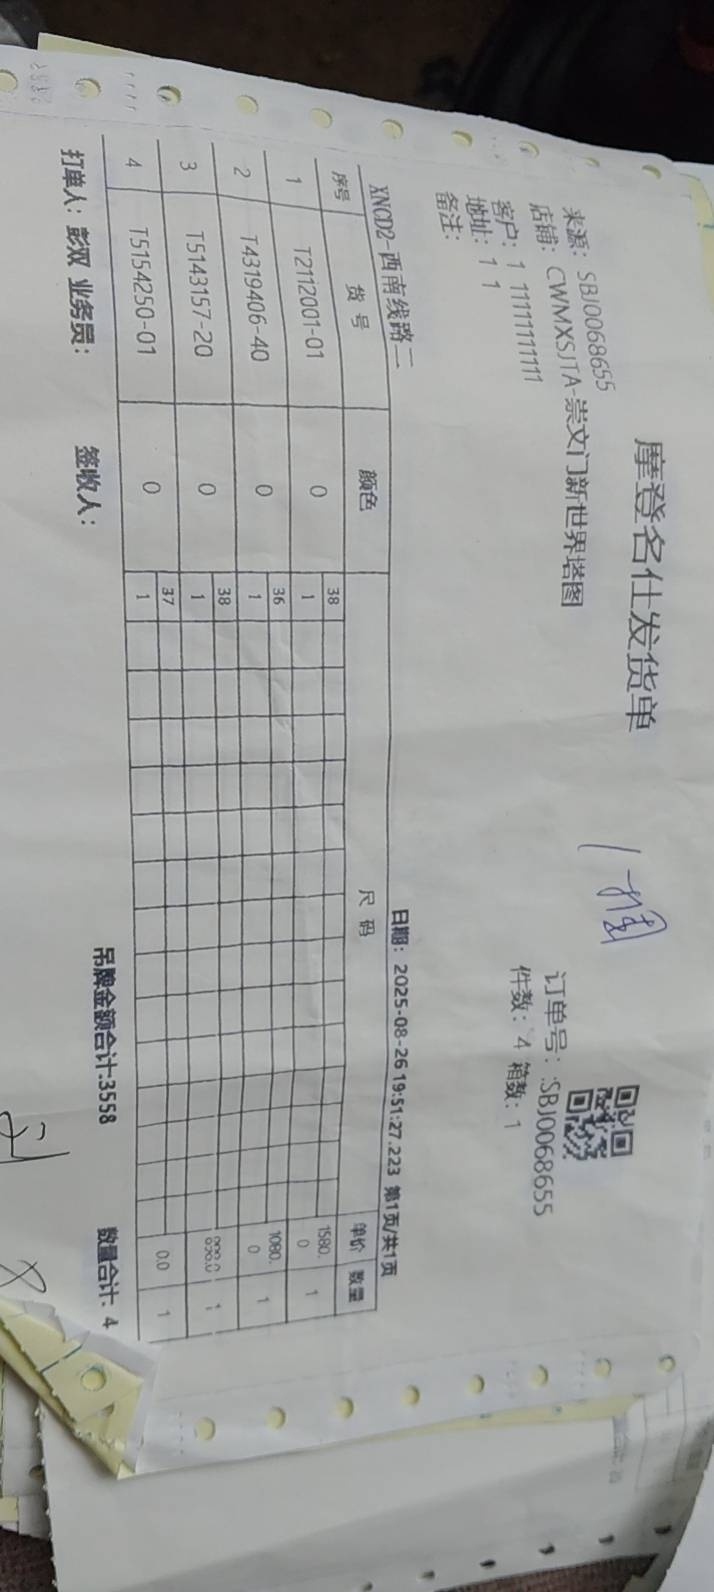 摩登名仕发货单
来源: SBJ0068655
店铺: CWMXSJTA-崇文门新世界塔图
订单号: :SBJ0068655
客户: 1 11111111111
件数: 4 箱数: 1
地址: 1 1
备注:
XNCD2-西南线路二
日期: 2025-08-26 19:51:27.223 第1页/共1页
序号 货号 颜色 尺码 单价 数量
38
1 T2112001-01 0 1 1580.0 1
36
2 T4319406-40 0 1 1080.0 1
38
3 T5143157-20 0 1 1
37
4 T5154250-01 0 1 0.0 1
吊牌金额合计:3558
数量合计: 4
打单人: 彭双 业务员: 签收人: